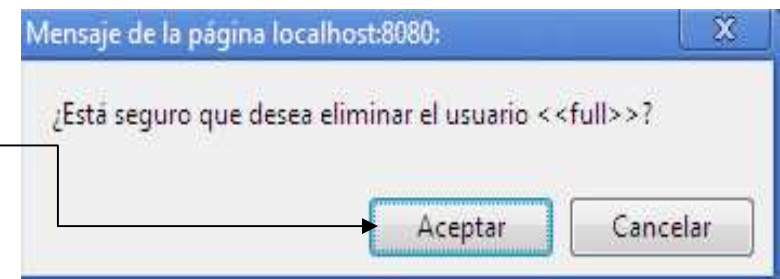 Mensaje de la página localhost:8080:
X
¿Está seguro que desea eliminar el usuario <<full>>?
Aceptar
Cancelar